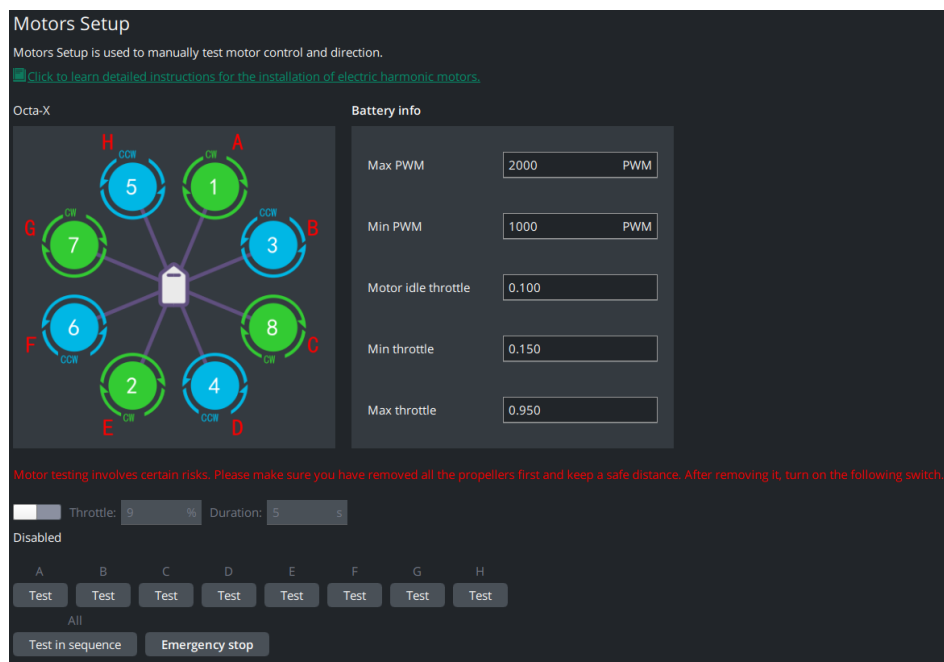 Motors Setup
Motors Setup is used to manually test motor control and direction.
Click to learn detailed instructions for the installation of electric harmonic motors.
Octa-X
H A
CCW CW
5 1
G CW CCW B
7 3
6 8
F CCW CW C
2 4
CW CCW
E D
Battery info
Max PWM 2000 PWM
Min PWM 1000 PWM
Motor idle throttle 0.100
Min throttle 0.150
Max throttle 0.950
Motor testing involves certain risks. Please make sure you have removed all the propellers first and keep a safe distance. After removing it, turn on the following switch.
Throttle: 9 % Duration: 5 s
Disabled
A B C D E F G H
Test Test Test Test Test Test Test Test
All
Test in sequence Emergency stop